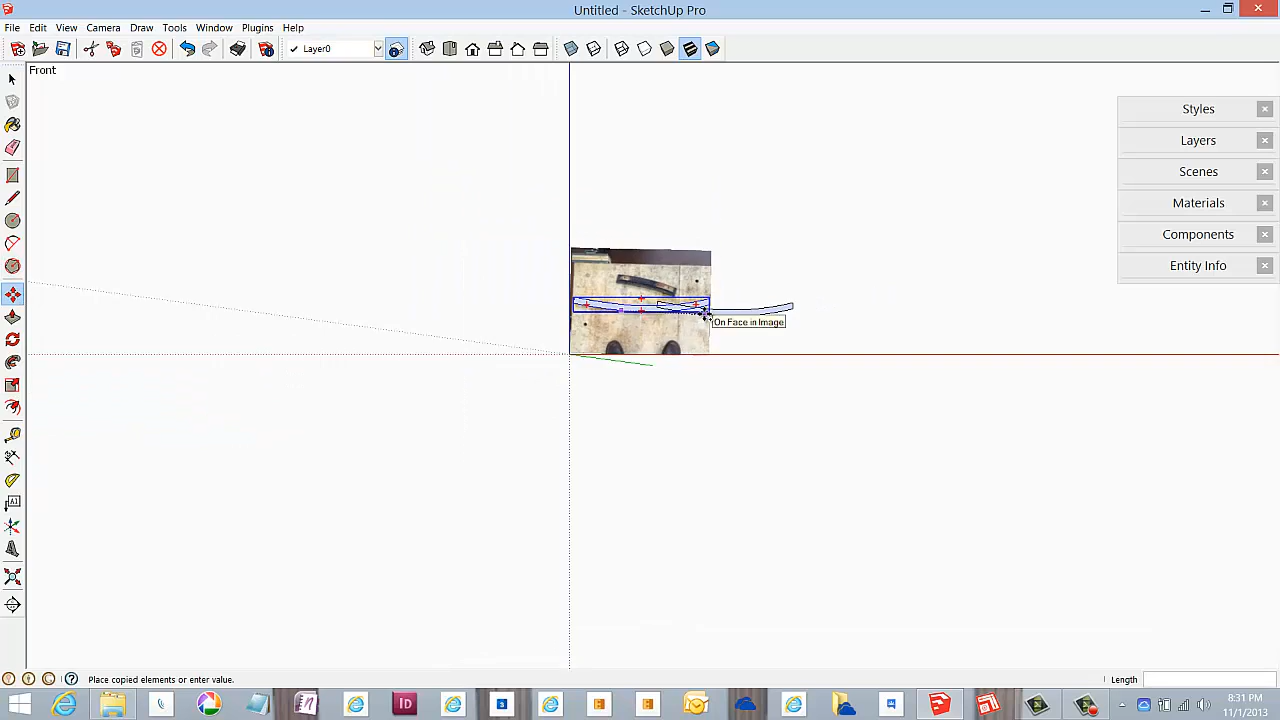 Untitled - SketchUp Pro
File Edit View Camera Draw Tools Window Plugins Help
Layer0
Front
Styles
Layers
Scenes
Materials
Components
Entity Info
On Face in Image
Place copied elements or enter value.
Length
8:31 PM
11/1/2013